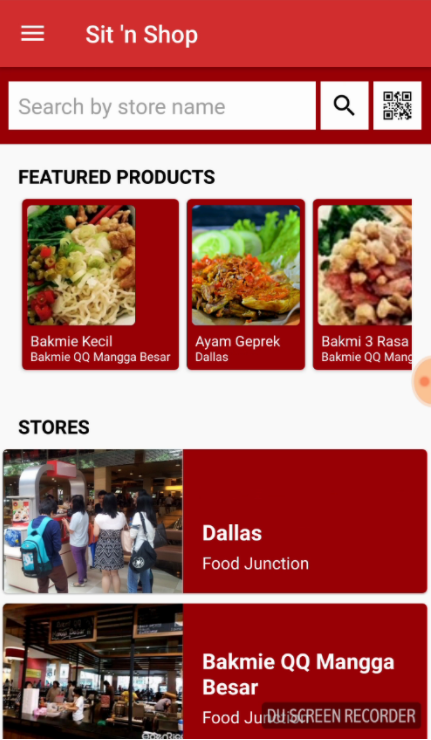 Sit 'n Shop
Search by store name
FEATURED PRODUCTS
Bakmie Kecil
Bakmie QQ Mangga Besar
Ayam Geprek
Dallas
Bakmi 3 Rasa
Bakmie QQ Mang
STORES
Dallas
Food Junction
Bakmie QQ Mangga
Besar
Food Junction
DU SCREEN RECORDER